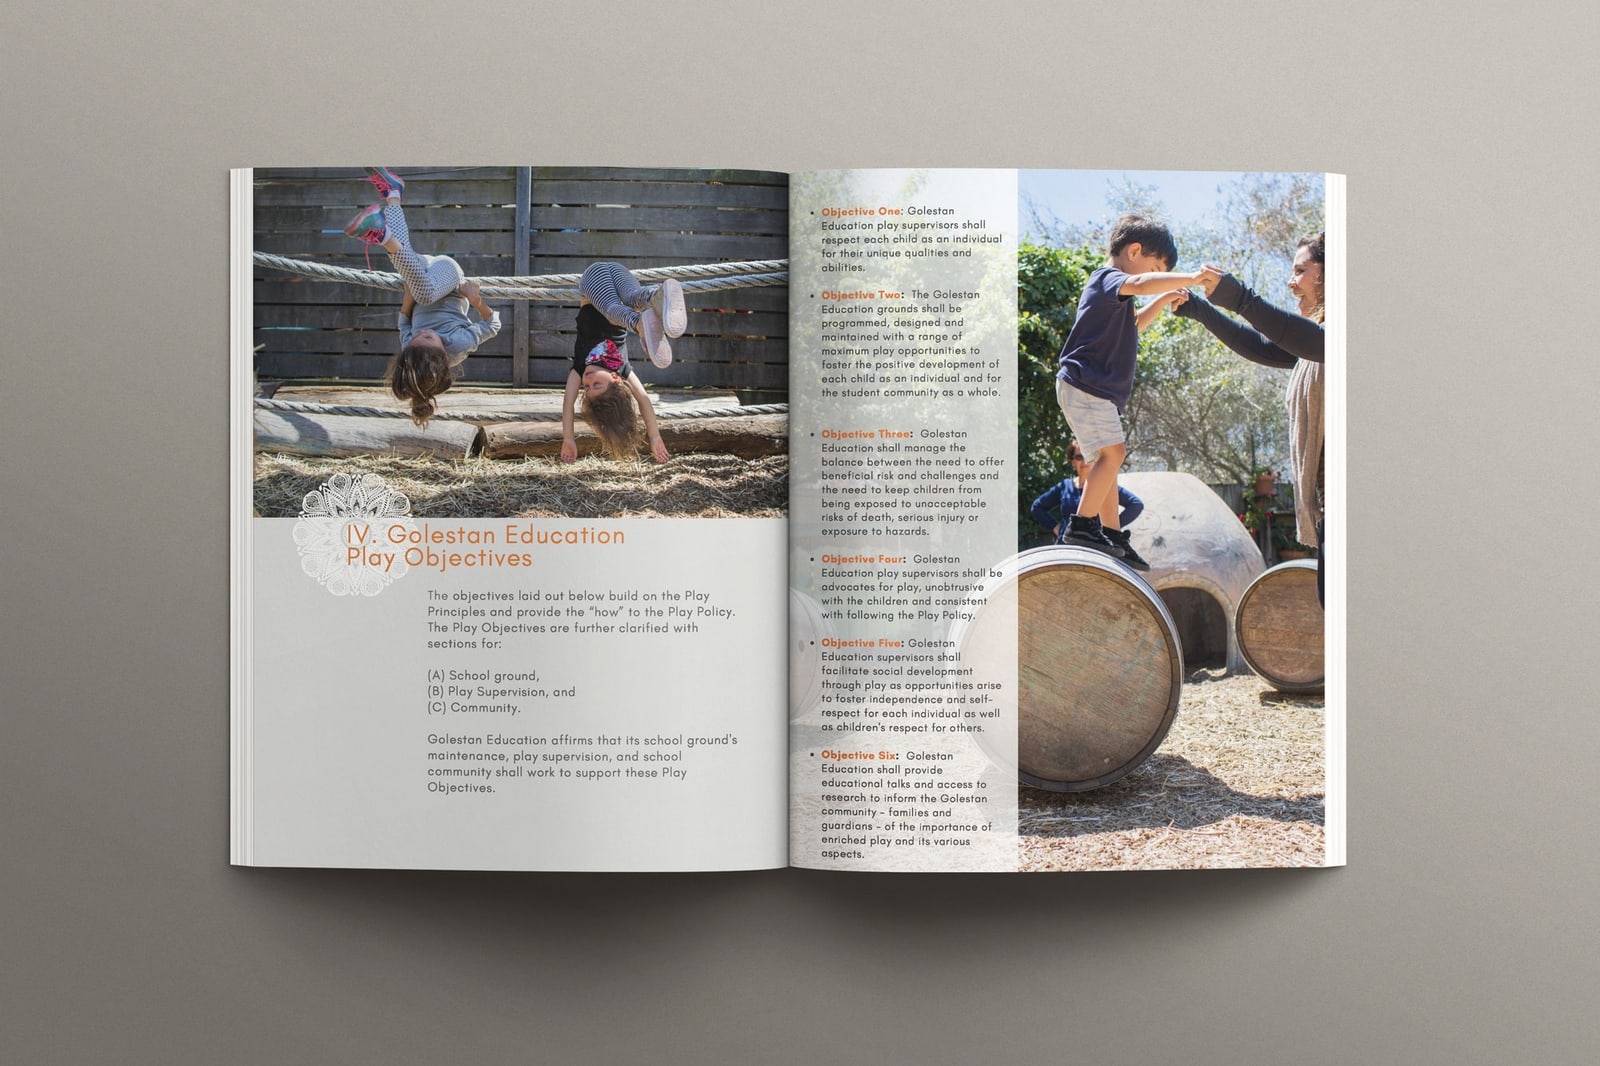 IV. Golestan Education
Play Objectives
The objectives laid out below build on the Play
Principles and provide the “how” to the Play Policy.
The Play Objectives are further clarified with
sections for:
(A) School ground,
(B) Play Supervision, and
(C) Community.
Golestan Education affirms that its school ground's
maintenance, play supervision, and school
community shall work to support these Play
Objectives.
• Objective One: Golestan
Education play supervisors shall
respect each child as an individual
for their unique qualities and
abilities.
• Objective Two: The Golestan
Education grounds shall be
programmed, designed and
maintained with a range of
maximum play opportunities to
foster the positive development of
each child as an individual and for
the student community as a whole.
• Objective Three: Golestan
Education shall manage the
balance between the need to offer
beneficial risk and challenges and
the need to keep children from
being exposed to unacceptable
risks of death, serious injury or
exposure to hazards.
• Objective Four: Golestan
Education play supervisors shall be
advocates for play, unobtrusive
with the children and consistent
with following the Play Policy.
• Objective Five: Golestan
Education supervisors shall
facilitate social development
through play as opportunities arise
to foster independence and self-
respect for each individual as well
as children's respect for others.
• Objective Six: Golestan
Education shall provide
educational talks and access to
research to inform the Golestan
community – families and
guardians – of the importance of
enriched play and its various
aspects.